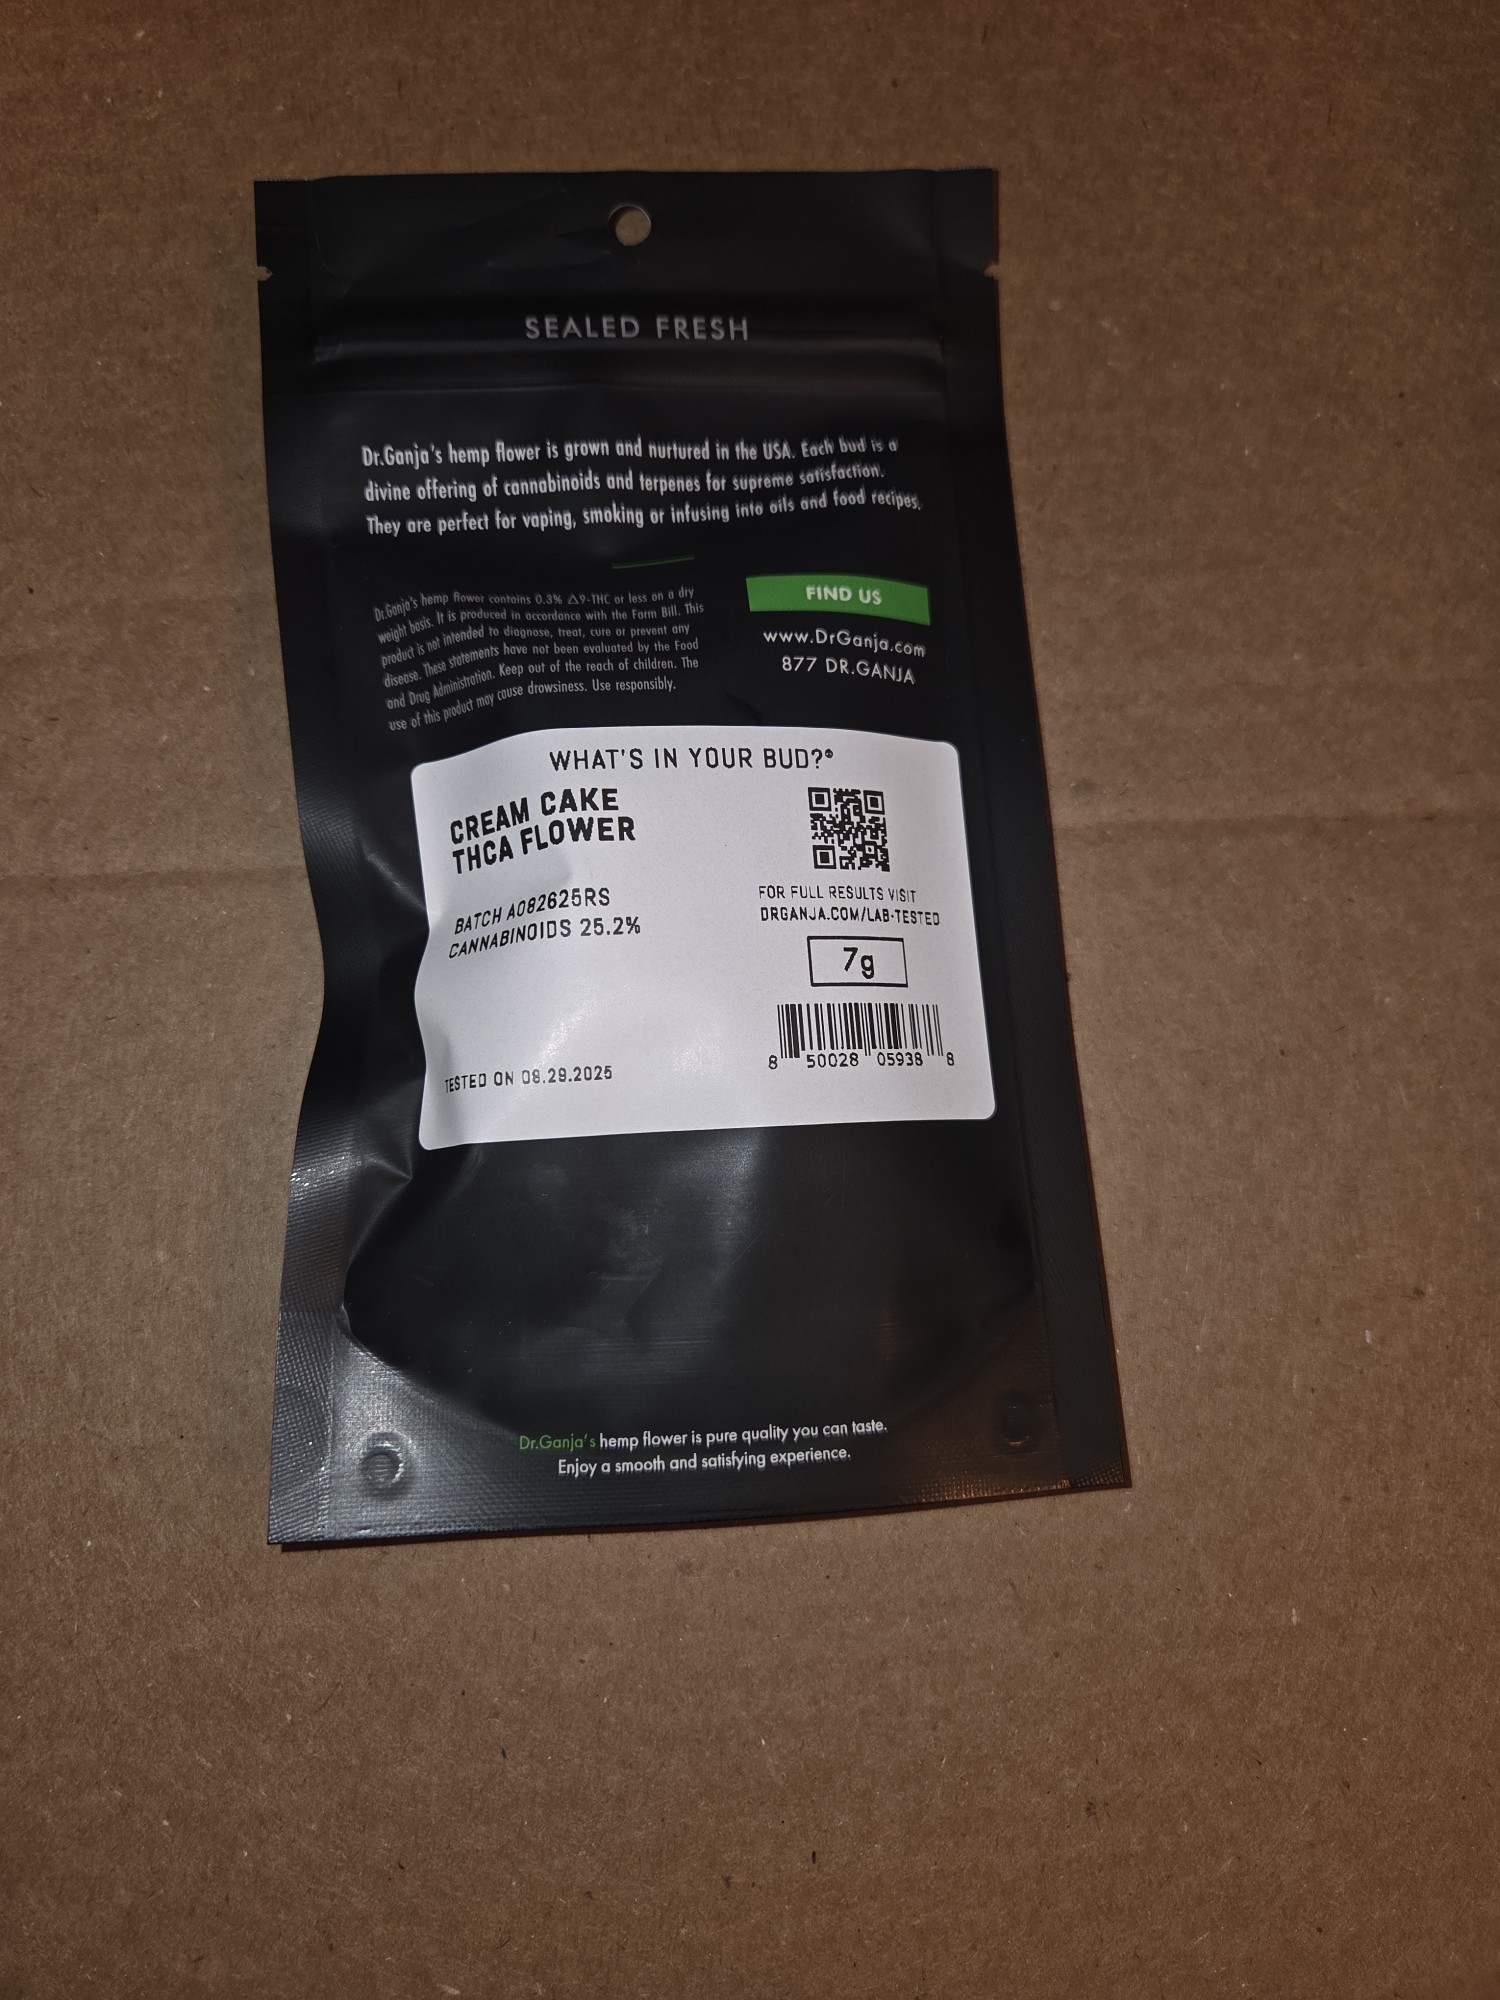 SEALED FRESH
Dr.Ganja's hemp flower is grown and nurtured in the USA. Each bud is a
divine offering of cannabinoids and terpenes for supreme satisfaction.
They are perfect for vaping, smoking or infusing into oils and food recipes.
Dr.Ganja's hemp flower contains 0.3% Δ9-THC or less on a dry
weight basis. It is produced in accordance with the Farm Bill. This
product is not intended to diagnose, treat, cure or prevent any
disease. These statements have not been evaluated by the Food
and Drug Administration. Keep out of the reach of children. The
use of this product may cause drowsiness. Use responsibly.
FIND US
www.DrGanja.com
877 DR.GANJA
WHAT'S IN YOUR BUD?®
CREAM CAKE
THCA FLOWER
BATCH A082625RS
CANNABINOIDS 25.2%
TESTED ON 08.29.2025
FOR FULL RESULTS VISIT
DRGANJA.COM/LAB-TESTED
7g
8 50028 05938 8
Dr.Ganja's hemp flower is pure quality you can taste.
Enjoy a smooth and satisfying experience.